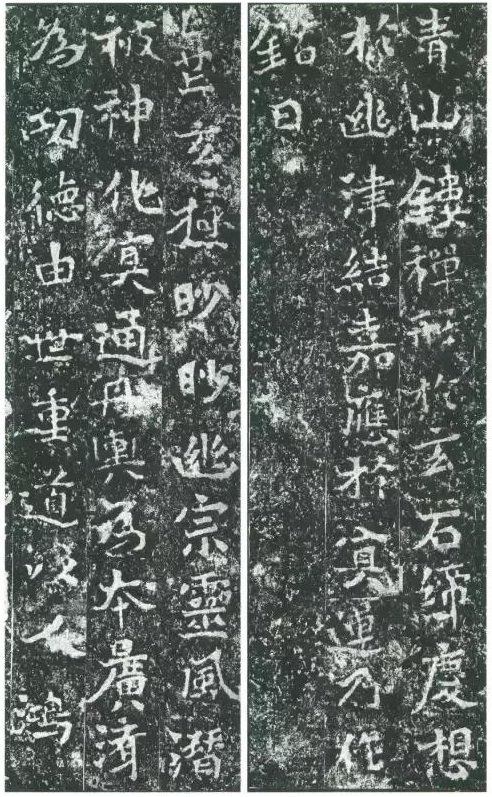 青山鏤禪形於玄石締慶想
於幽津結嘉應於冥運乃作
銘曰
芒芒玄極眇眇幽宗靈風潛
被神化冥通舟輿為本廣濟
為功德由世重道以人鴻